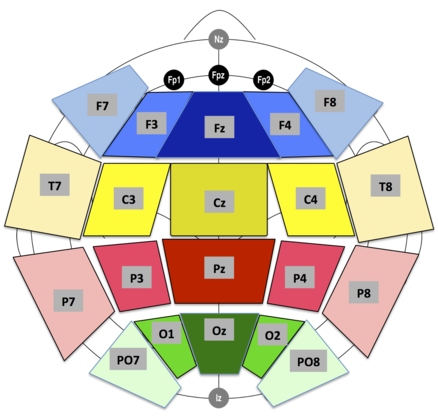 Nz
Fp1 Fpz Fp2
F7 F8
F3 Fz F4
T7 T8
C3 Cz C4
Pz
P3 P4
P7 P8
O1 Oz O2
PO7 PO8
Iz